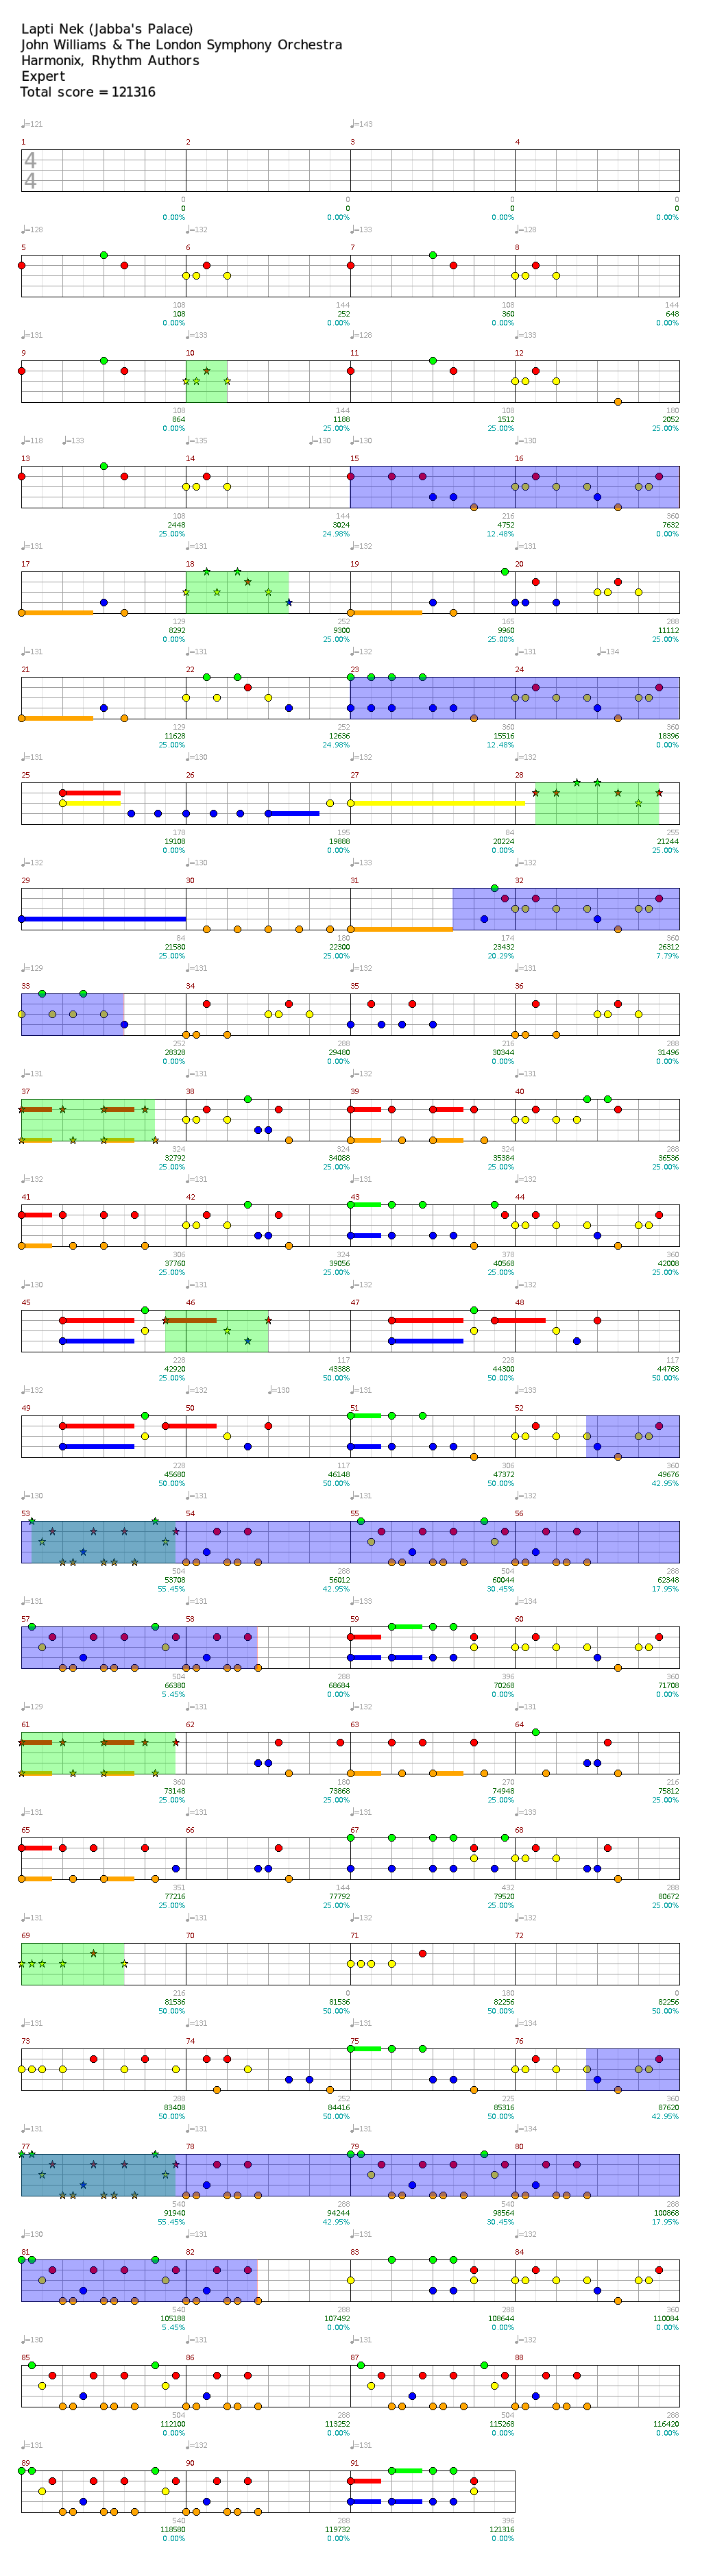 Lapti Nek (Jabba's Palace)
John Williams & The London Symphony Orchestra
Harmonix, Rhythm Authors
Expert
Total score = 121316
♩=121 ♩=143
1 2 3 4
4
4
0 0 0 0
0 0 0 0
0.00% 0.00% 0.00% 0.00%
♩=128 ♩=132 ♩=133 ♩=128
5 6 7 8
108 144 108 144
108 252 360 648
0.00% 0.00% 0.00% 0.00%
♩=131 ♩=133 ♩=128 ♩=133
9 10 11 12
108 144 108 180
864 1188 1512 2052
0.00% 25.00% 25.00% 25.00%
♩=118 ♩=133 ♩=135 ♩=130 ♩=130 ♩=130
13 14 15 16
108 144 216 360
2448 3024 4752 7632
25.00% 24.98% 12.48% 0.00%
♩=131 ♩=131 ♩=132 ♩=131
17 18 19 20
129 252 165 288
8292 9300 9960 11112
0.00% 25.00% 25.00% 25.00%
♩=131 ♩=131 ♩=132 ♩=131 ♩=134
21 22 23 24
129 252 360 360
11628 12636 15516 18396
25.00% 24.98% 12.48% 0.00%
♩=131 ♩=130 ♩=132 ♩=132
25 26 27 28
178 195 84 255
19108 19888 20224 21244
0.00% 0.00% 0.00% 25.00%
♩=132 ♩=130 ♩=133
29 30 31 32
84 180 174 360
21580 22300 23432 26312
25.00% 25.00% 20.29% 7.79%
♩=129 ♩=131 ♩=132 ♩=131
33 34 35 36
252 288 216 288
28328 29480 30344 31496
0.00% 0.00% 0.00% 0.00%
♩=131 ♩=131 ♩=132 ♩=131
37 38 39 40
324 324 324 288
32792 34088 35384 36536
25.00% 25.00% 25.00% 25.00%
♩=132 ♩=131 ♩=131 ♩=132
41 42 43 44
306 324 378 360
37760 39056 40568 42008
25.00% 25.00% 25.00% 25.00%
♩=130 ♩=131 ♩=132 ♩=132
45 46 47 48
228 117 228 117
42920 43388 44300 44768
25.00% 50.00% 50.00% 50.00%
♩=132 ♩=132 ♩=130 ♩=131 ♩=133
49 50 51 52
228 117 306 360
45680 46148 47372 49676
50.00% 50.00% 50.00% 42.95%
♩=130 ♩=131 ♩=131 ♩=132
53 54 55 56
504 288 504 288
53708 56012 60044 62348
55.45% 42.95% 30.45% 17.95%
♩=131 ♩=131 ♩=133 ♩=131
57 58 59 60
504 288 396 360
66380 68684 70268 71708
5.45% 0.00% 0.00% 0.00%
♩=129 ♩=131 ♩=132 ♩=131
61 62 63 64
360 180 270 216
73148 73868 74948 75812
25.00% 25.00% 25.00% 25.00%
♩=131 ♩=131 ♩=131 ♩=133
65 66 67 68
351 144 432 288
77216 77792 79520 80672
25.00% 25.00% 25.00% 25.00%
♩=131 ♩=131 ♩=132 ♩=132
69 70 71 72
216 0 180 0
81536 81536 82256 82256
50.00% 50.00% 50.00% 50.00%
♩=131 ♩=131 ♩=131 ♩=134
73 74 75 76
288 252 225 360
83408 84416 85316 87620
50.00% 50.00% 50.00% 42.95%
♩=131 ♩=131 ♩=131 ♩=134
77 78 79 80
540 288 540 288
91940 94244 98564 100868
55.45% 42.95% 30.45% 17.95%
♩=130 ♩=131 ♩=131 ♩=132
81 82 83 84
540 288 288 360
105188 107492 108644 110084
5.45% 0.00% 0.00% 0.00%
♩=130 ♩=131 ♩=131 ♩=132
85 86 87 88
504 288 504 288
112100 113252 115268 116420
0.00% 0.00% 0.00% 0.00%
♩=131 ♩=132 ♩=131
89 90 91
540 288 396
118580 119732 121316
0.00% 0.00% 0.00%